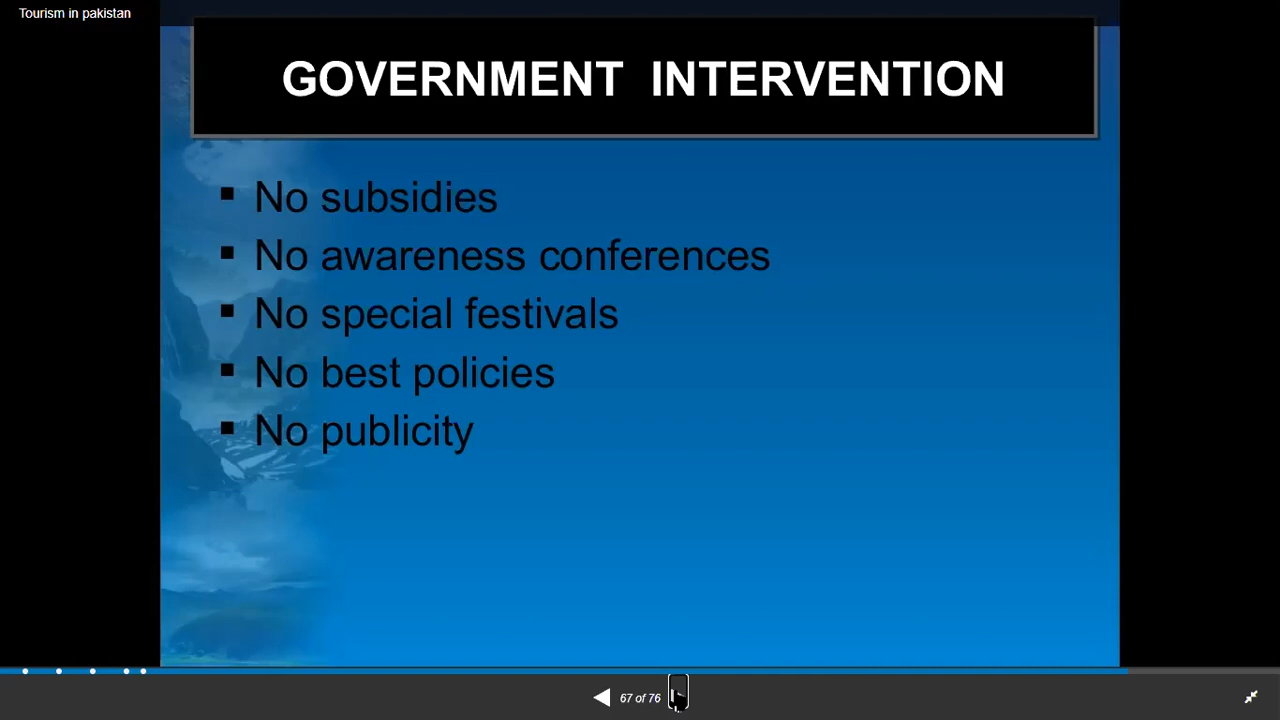 Tourism in pakistan
GOVERNMENT INTERVENTION
▪ No subsidies
▪ No awareness conferences
▪ No special festivals
▪ No best policies
▪ No publicity
67 of 76